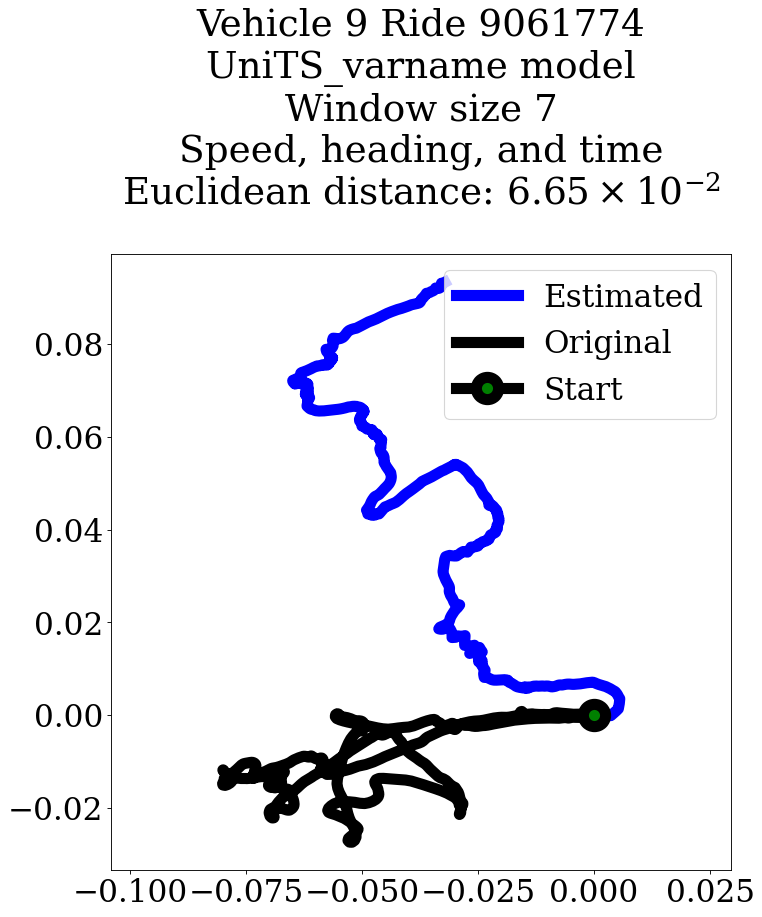 Vehicle 9 Ride 9061774
UniTS_varname model
Window size 7
Speed, heading, and time
Euclidean distance: 6.65 × 10⁻²
Estimated
Original
Start
0.08
0.06
0.04
0.02
0.00
−0.02
−0.100 −0.075 −0.050 −0.025 0.000 0.025